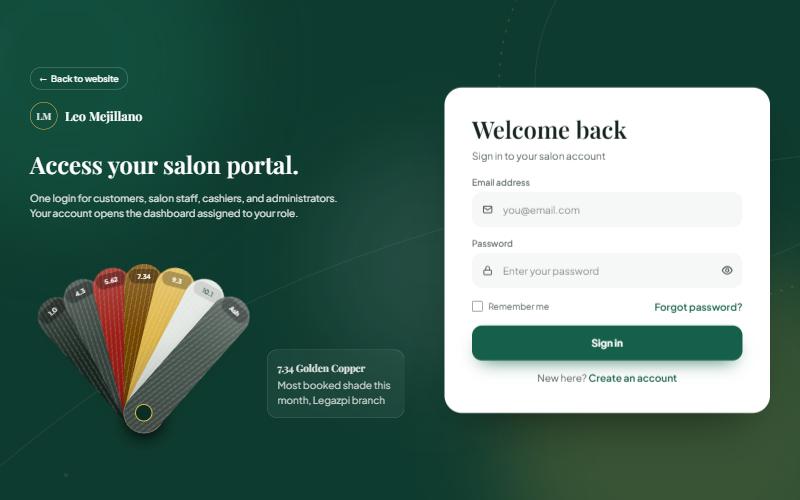 ← Back to website
LM Leo Mejillano
Access your salon portal.
One login for customers, salon staff, cashiers, and administrators.
Your account opens the dashboard assigned to your role.
1.0
4.3
5.62
7.34
9.3
10.1
Ash
7.34 Golden Copper
Most booked shade this
month, Legazpi branch
Welcome back
Sign in to your salon account
Email address
you@email.com
Password
Enter your password
Remember me
Forgot password?
Sign in
New here? Create an account